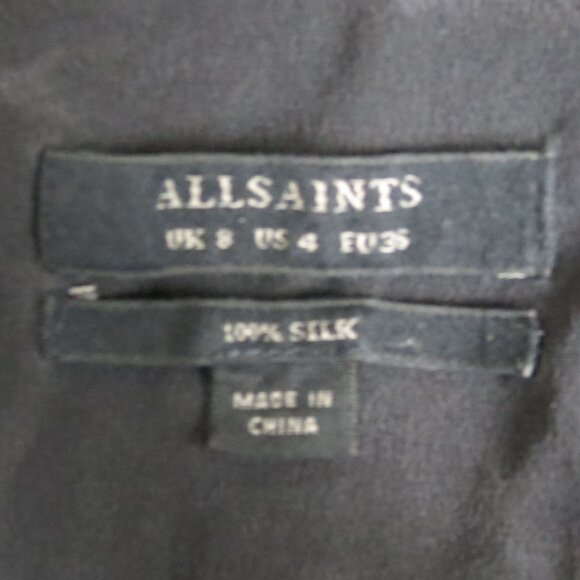 ALLSAINTS
UK 8 US 4 EU36
100% SILK
MADE IN
CHINA